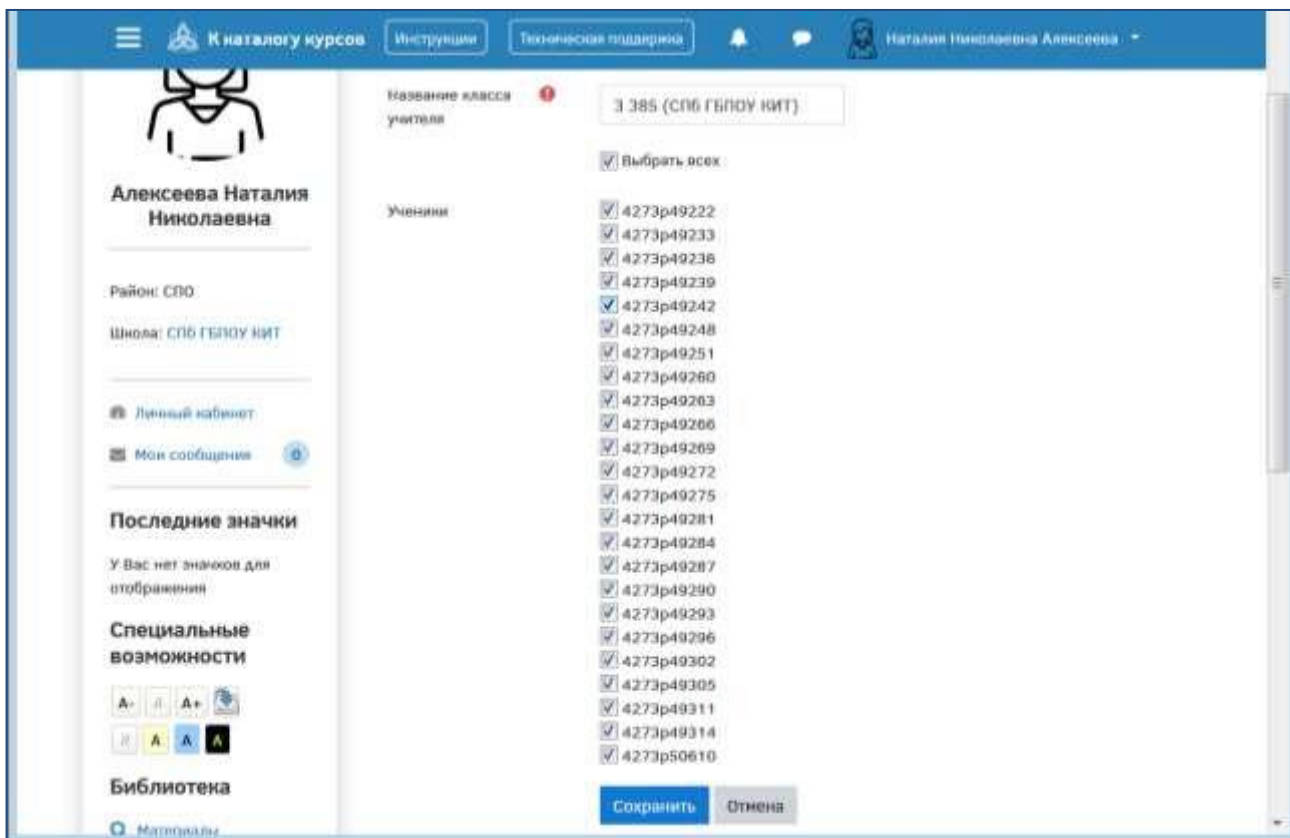 К каталогу курсов
Инструкции
Техническая поддержка
Наталия Николаевна Алексеева
Алексеева Наталия
Николаевна
Район: СПО
Школа: СПб ГБПОУ КИТ
Личный кабинет
Мои сообщения 0
Последние значки
У Вас нет значков для
отображения
Специальные
возможности
A- A A+
A A A A
Библиотека
Материалы
Название класса
учителя
3 385 (СПб ГБПОУ КИТ)
Выбрать всех
Ученики
4273p49222
4273p49233
4273p49236
4273p49239
4273p49242
4273p49248
4273p49251
4273p49260
4273p49263
4273p49266
4273p49269
4273p49272
4273p49275
4273p49281
4273p49284
4273p49287
4273p49290
4273p49293
4273p49296
4273p49302
4273p49305
4273p49311
4273p49314
4273p50610
Сохранить
Отмена